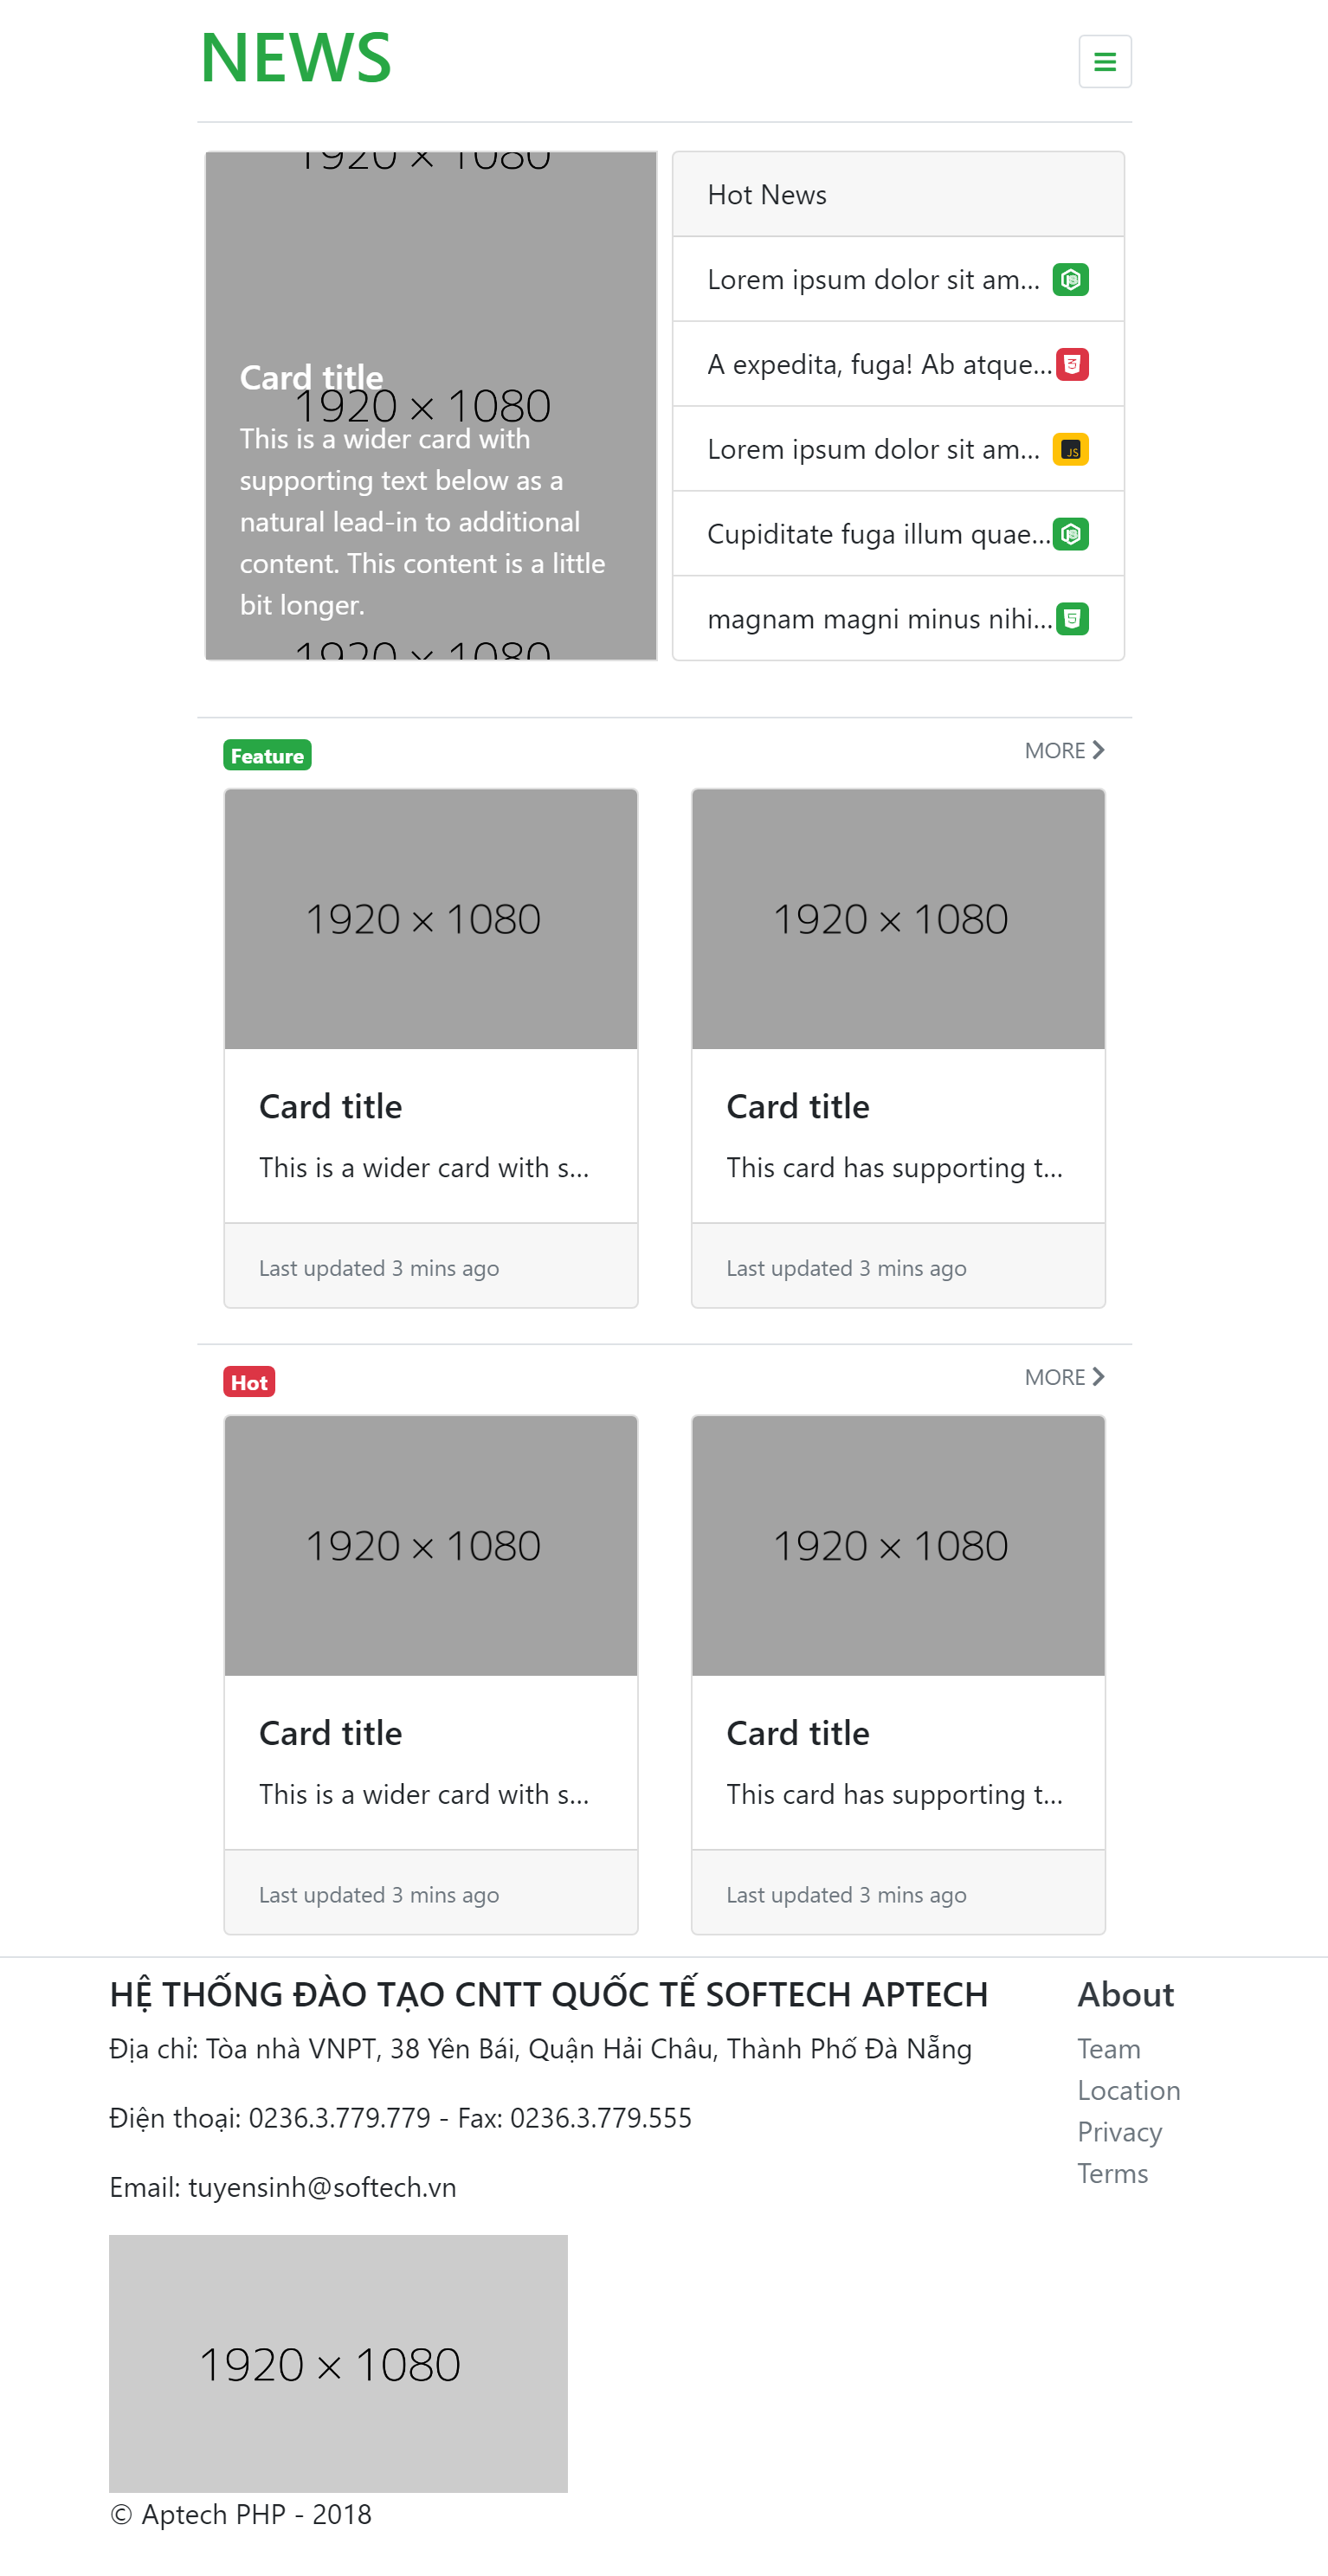 NEWS
1920 × 1080
Card title
1920 × 1080
This is a wider card with
supporting text below as a
natural lead-in to additional
content. This content is a little
bit longer.
1920 × 1080
Hot News
Lorem ipsum dolor sit am...
A expedita, fuga! Ab atque...
Lorem ipsum dolor sit am...
JS
Cupiditate fuga illum quae...
magnam magni minus nihi...
Feature
MORE
1920 × 1080
1920 × 1080
Card title
This is a wider card with s...
Last updated 3 mins ago
Card title
This card has supporting t...
Last updated 3 mins ago
Hot
MORE
1920 × 1080
1920 × 1080
Card title
This is a wider card with s...
Last updated 3 mins ago
Card title
This card has supporting t...
Last updated 3 mins ago
HỆ THỐNG ĐÀO TẠO CNTT QUỐC TẾ SOFTECH APTECH
Địa chỉ: Tòa nhà VNPT, 38 Yên Bái, Quận Hải Châu, Thành Phố Đà Nẵng
Điện thoại: 0236.3.779.779 - Fax: 0236.3.779.555
Email: tuyensinh@softech.vn
1920 × 1080
© Aptech PHP - 2018
About
Team
Location
Privacy
Terms